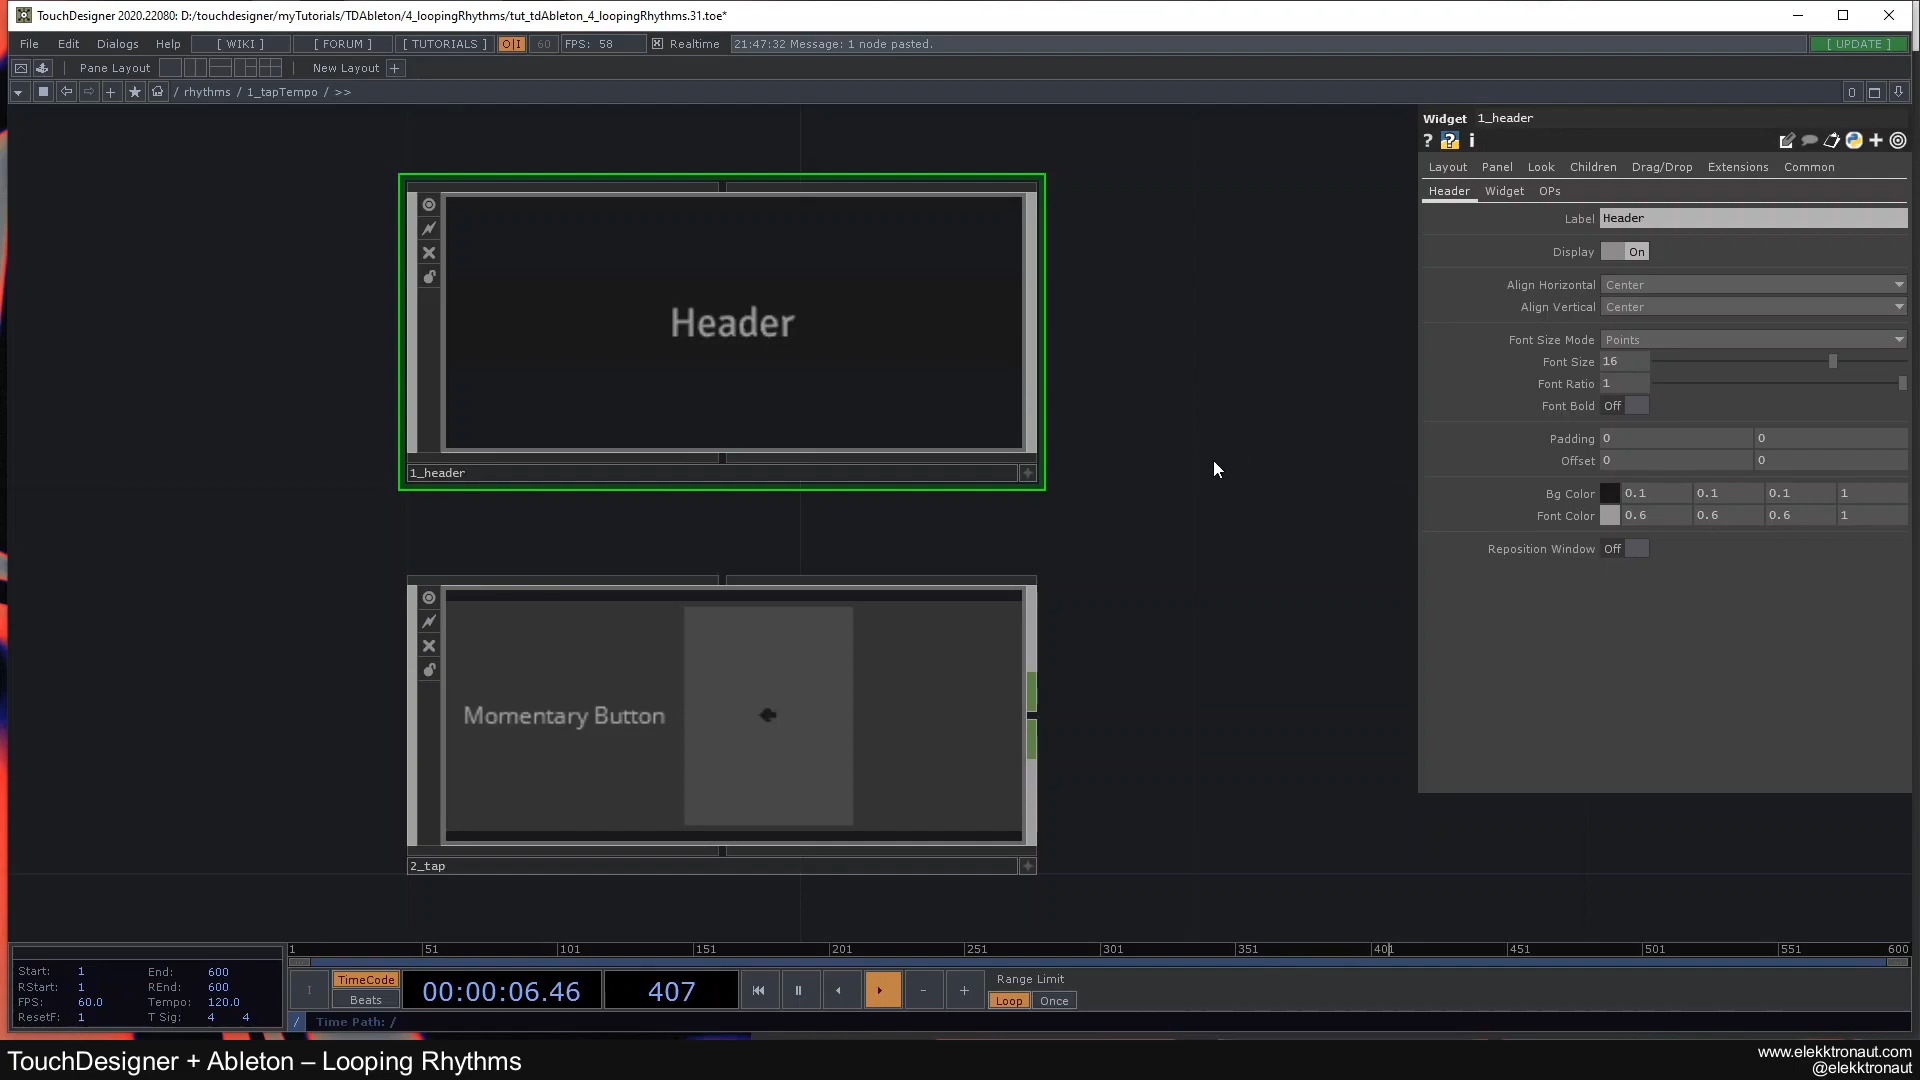 TouchDesigner 2020.22080: D:/touchdesigner/myTutorials/TDAbleton/4_loopingRhythms/tut_tdAbleton_4_loopingRhythms.31.toe*
File Edit Dialogs Help [ WIKI ] [ FORUM ] [ TUTORIALS ] O|I 60 FPS: 58 Realtime 21:47:32 Message: 1 node pasted. [ UPDATE ]
Pane Layout New Layout +
/ rhythms / 1_tapTempo / >> 0
Widget 1_header
? ? i
Layout Panel Look Children Drag/Drop Extensions Common
Header Widget OPs
Label Header
Display On
Align Horizontal Center
Align Vertical Center
Font Size Mode Points
Font Size 16
Font Ratio 1
Font Bold Off
Padding 0 0
Offset 0 0
Bg Color 0.1 0.1 0.1 1
Font Color 0.6 0.6 0.6 1
Reposition Window Off
Header
1_header
Momentary Button
2_tap
1 51 101 151 201 251 301 351 401 451 501 551 600
Start: 1 End: 600
RStart: 1 REnd: 600
FPS: 60.0 Tempo: 120.0
ResetF: 1 T Sig: 4 4
TimeCode
Beats
00:00:06.46 407
- +
Range Limit
Loop Once
/ Time Path: /
TouchDesigner + Ableton – Looping Rhythms
www.elekktronaut.com
@elekktronaut